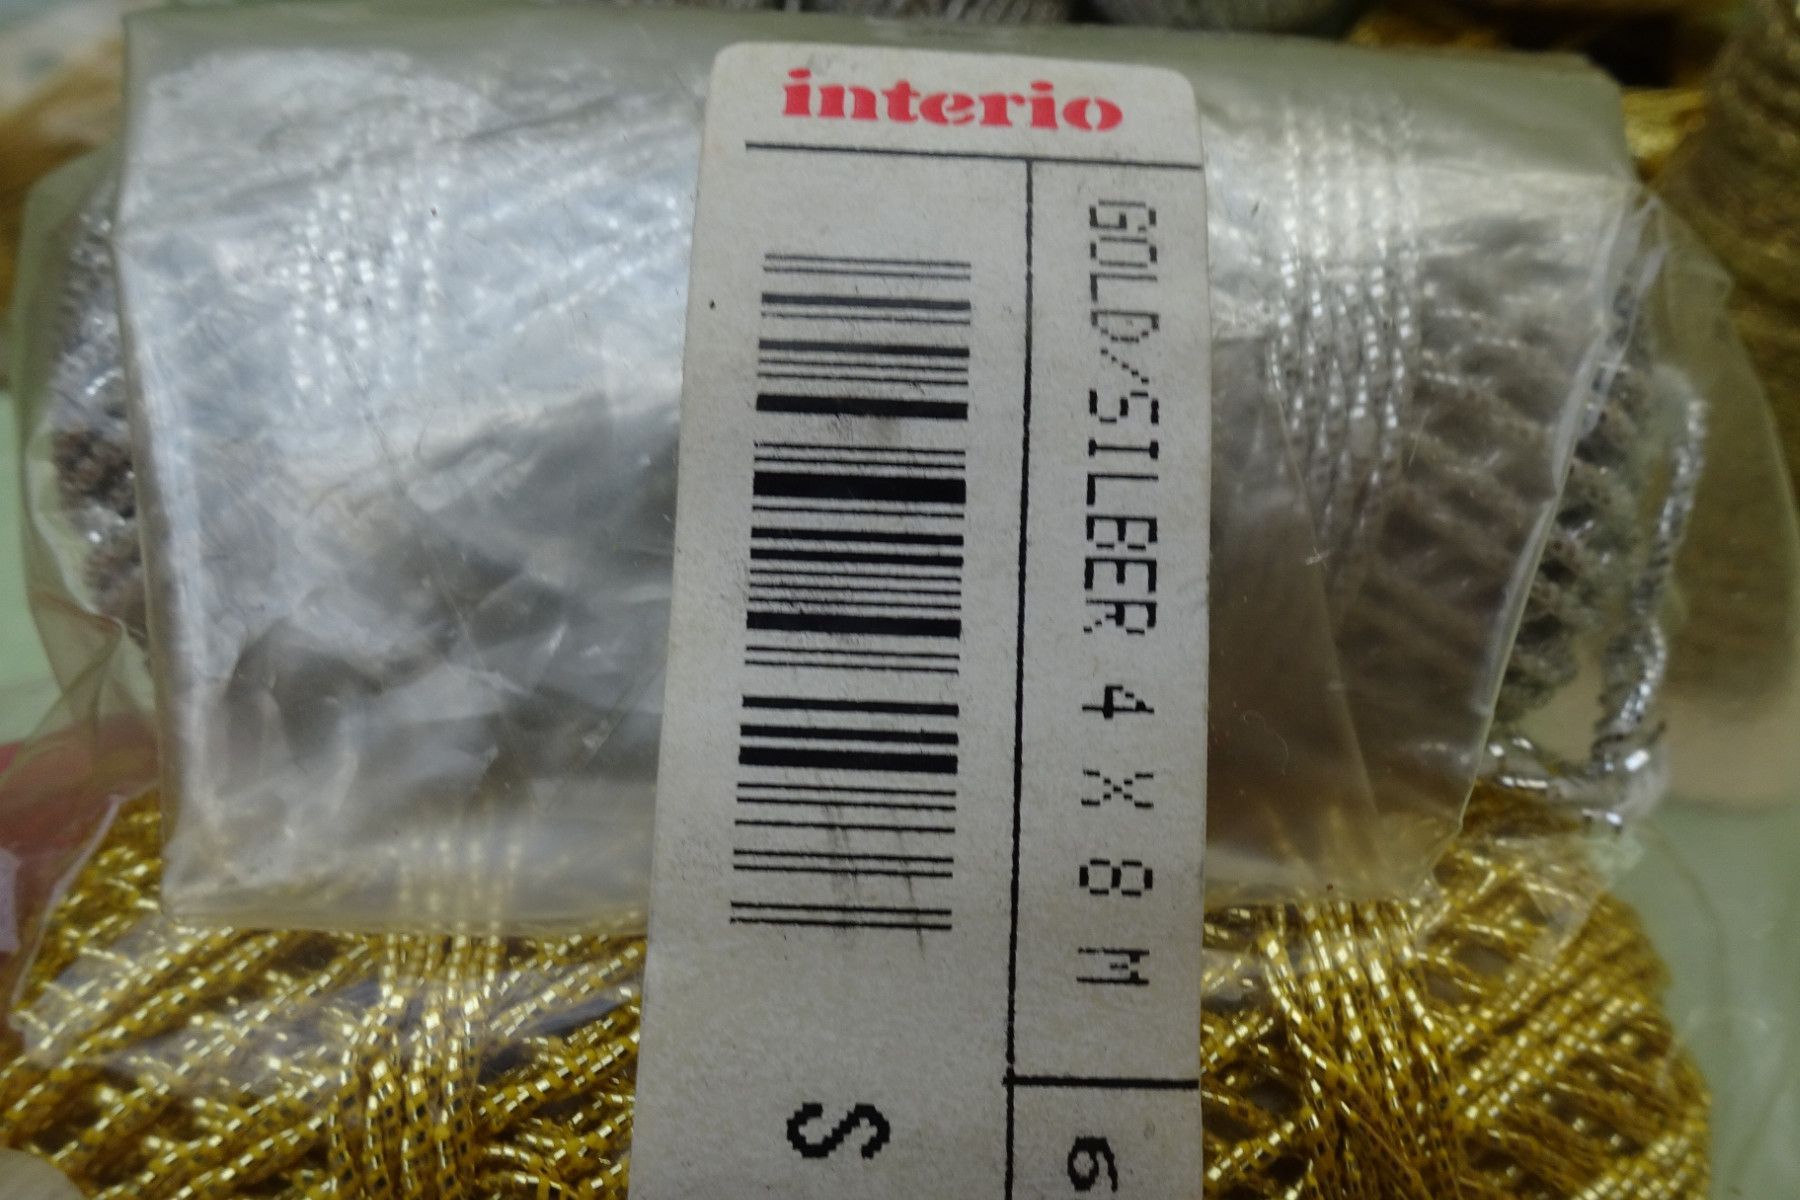 interio
GOLD/SILBER 4 X 8 M
S
6